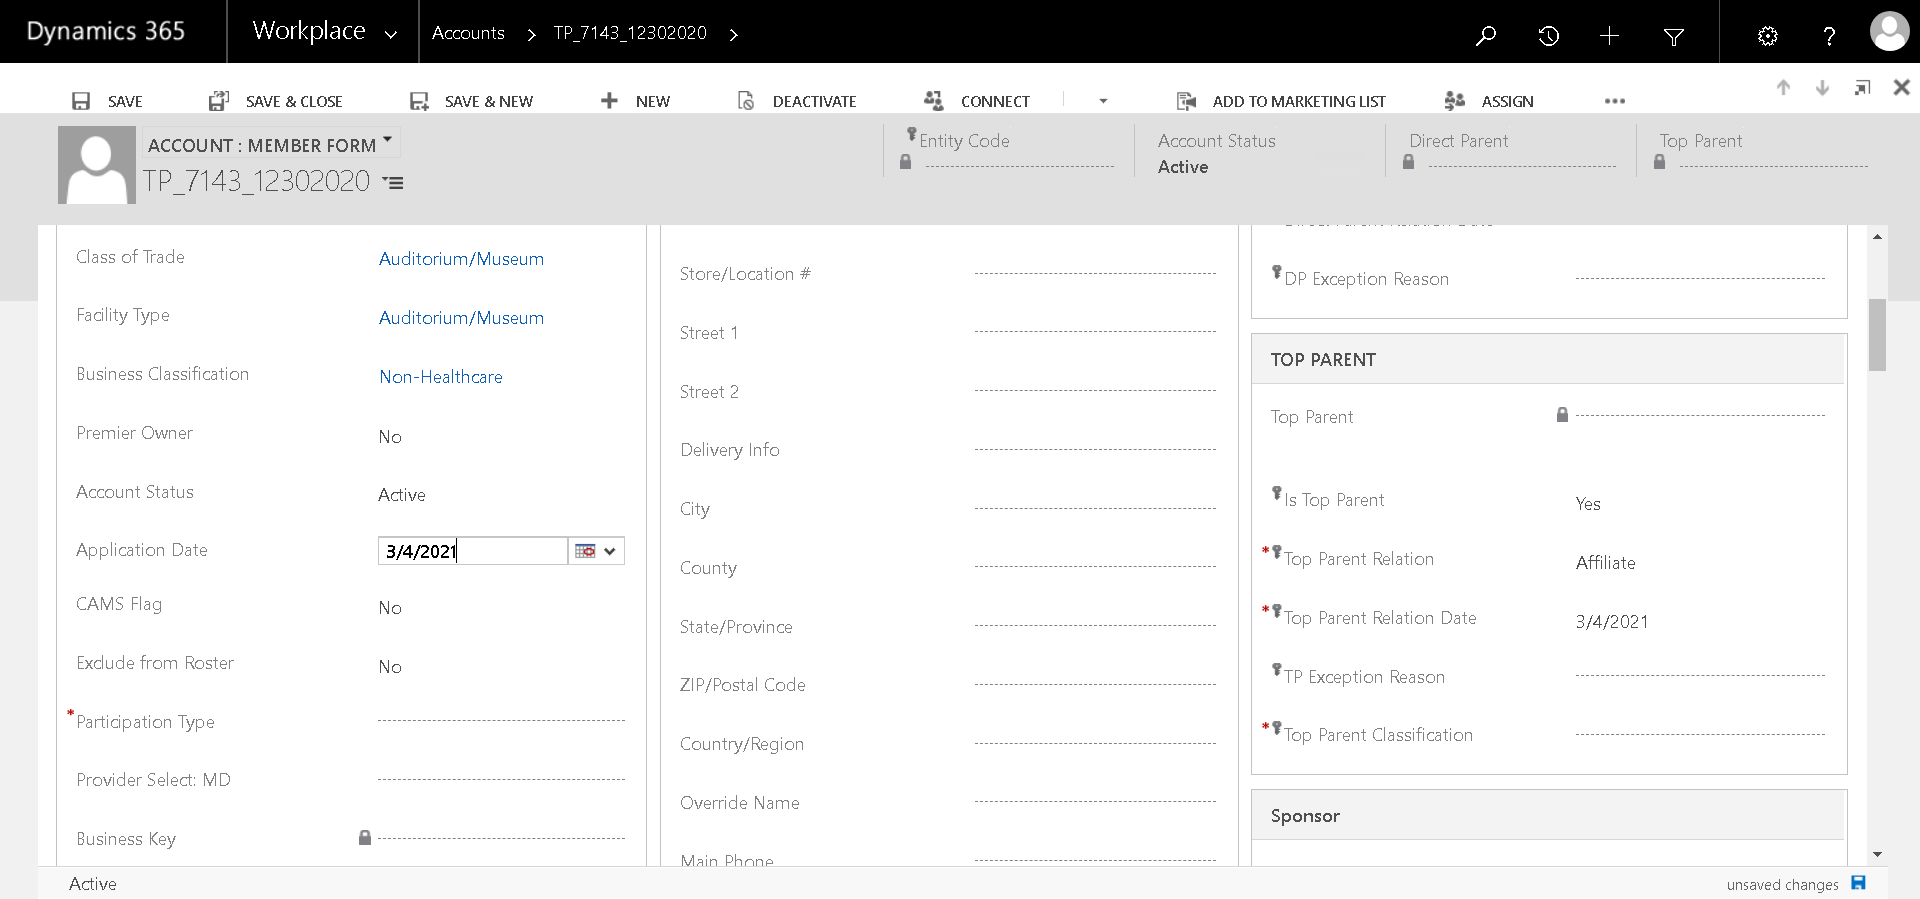 Dynamics 365
Workplace
Accounts
TP_7143_12302020
SAVE
SAVE & CLOSE
SAVE & NEW
NEW
DEACTIVATE
CONNECT
ADD TO MARKETING LIST
ASSIGN
ACCOUNT : MEMBER FORM
TP_7143_12302020
Entity Code
Account Status
Active
Direct Parent
Top Parent
Class of Trade
Auditorium/Museum
Facility Type
Auditorium/Museum
Business Classification
Non-Healthcare
Premier Owner
No
Account Status
Active
Application Date
3/4/2021
CAMS Flag
No
Exclude from Roster
No
*Participation Type
Provider Select: MD
Business Key
Store/Location #
Street 1
Street 2
Delivery Info
City
County
State/Province
ZIP/Postal Code
Country/Region
Override Name
Main Phone
Direct Parent Relation Date
DP Exception Reason
TOP PARENT
Top Parent
Is Top Parent
Yes
*Top Parent Relation
Affiliate
*Top Parent Relation Date
3/4/2021
TP Exception Reason
*Top Parent Classification
Sponsor
Active
unsaved changes